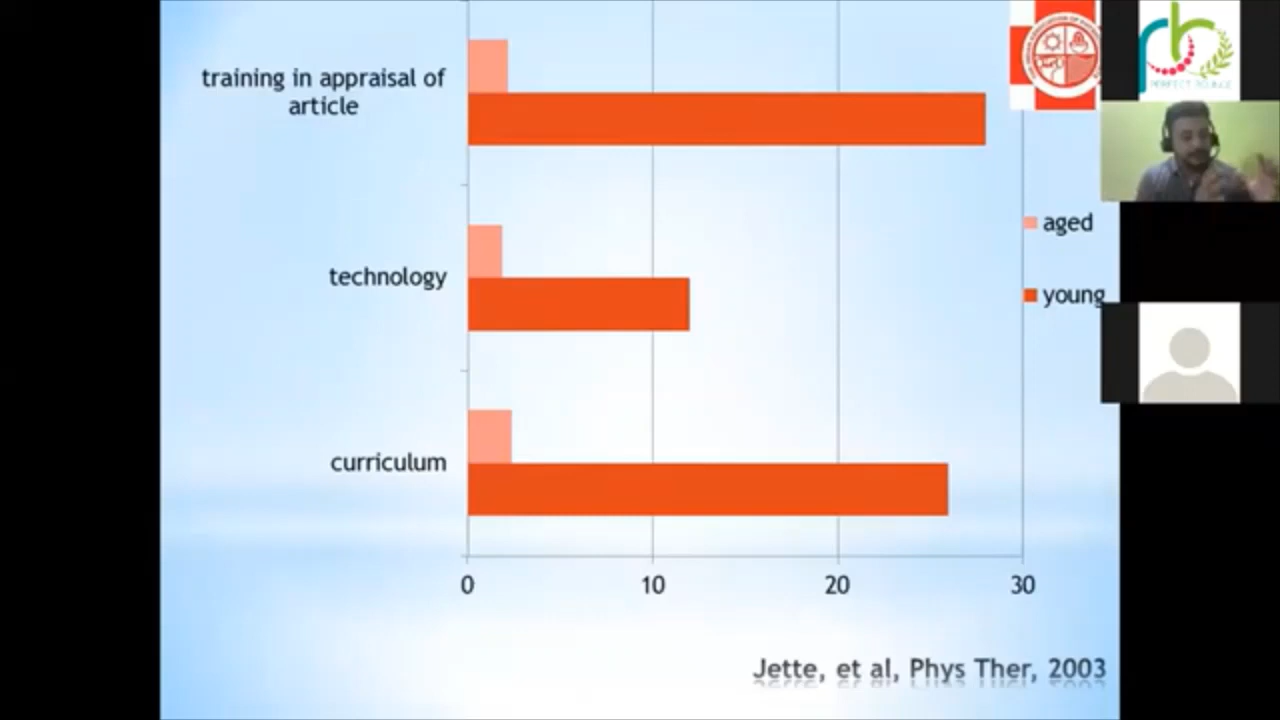 training in appraisal of
article
technology
curriculum
0 10 20 30
aged
young
Jette, et al, Phys Ther, 2003